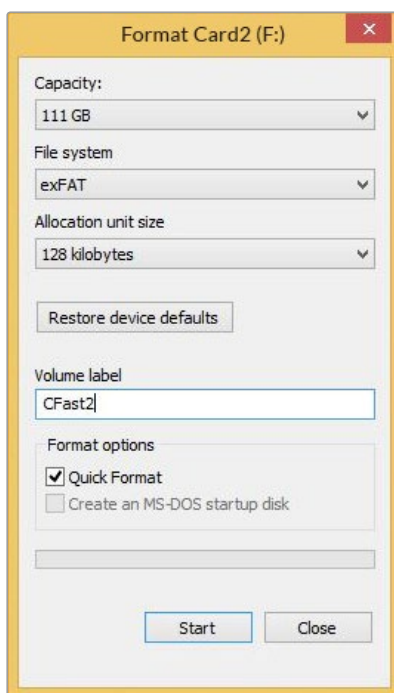 Format Card2 (F:)
Capacity:
111 GB
File system
exFAT
Allocation unit size
128 kilobytes
Restore device defaults
Volume label
CFast2
Format options
Quick Format
Create an MS-DOS startup disk
Start Close